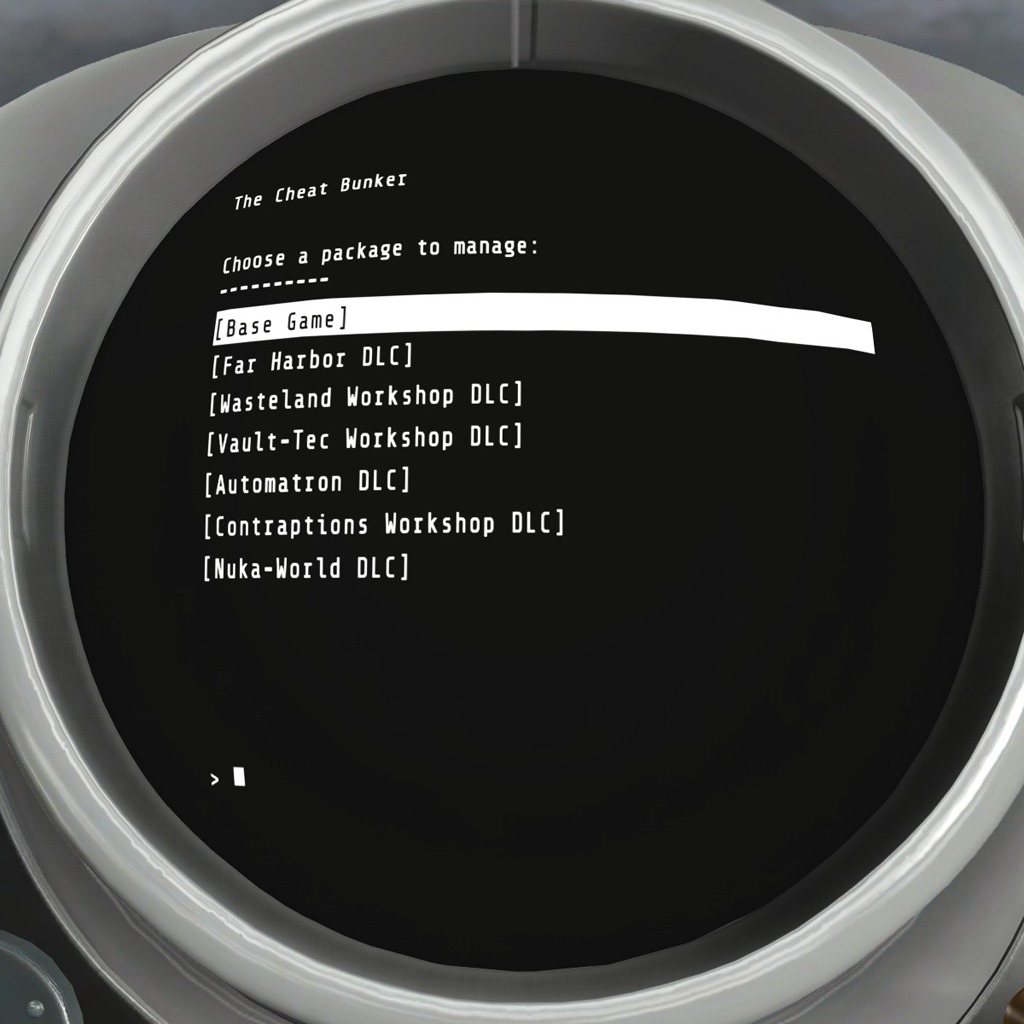 The Cheat Bunker
Choose a package to manage:
----------
[Base Game]
[Far Harbor DLC]
[Wasteland Workshop DLC]
[Vault-Tec Workshop DLC]
[Automatron DLC]
[Contraptions Workshop DLC]
[Nuka-World DLC]
>